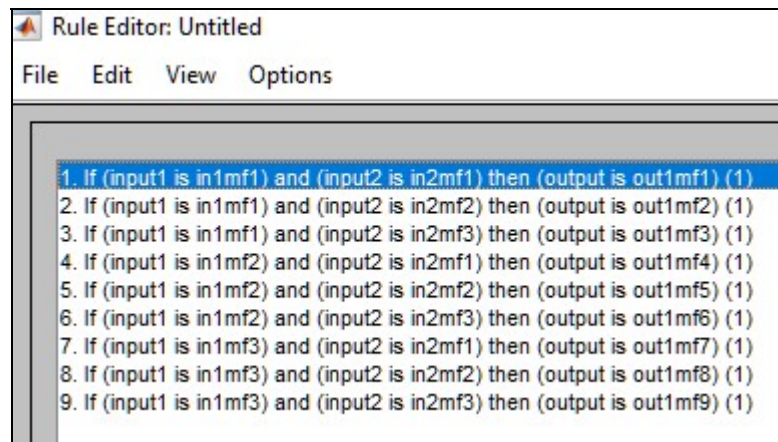 Rule Editor: Untitled
File Edit View Options
1. If (input1 is in1mf1) and (input2 is in2mf1) then (output is out1mf1) (1)
2. If (input1 is in1mf1) and (input2 is in2mf2) then (output is out1mf2) (1)
3. If (input1 is in1mf1) and (input2 is in2mf3) then (output is out1mf3) (1)
4. If (input1 is in1mf2) and (input2 is in2mf1) then (output is out1mf4) (1)
5. If (input1 is in1mf2) and (input2 is in2mf2) then (output is out1mf5) (1)
6. If (input1 is in1mf2) and (input2 is in2mf3) then (output is out1mf6) (1)
7. If (input1 is in1mf3) and (input2 is in2mf1) then (output is out1mf7) (1)
8. If (input1 is in1mf3) and (input2 is in2mf2) then (output is out1mf8) (1)
9. If (input1 is in1mf3) and (input2 is in2mf3) then (output is out1mf9) (1)